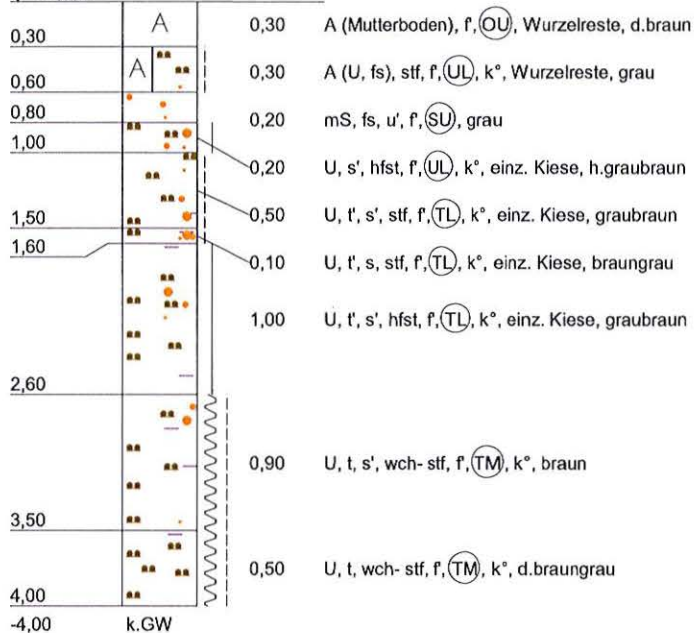 A 0,30 A (Mutterboden), f', OU, Wurzelreste, d.braun
0,30
A 0,30 A (U, fs), stf, f', UL, k°, Wurzelreste, grau
0,60
0,80 0,20 mS, fs, u', f', SU, grau
1,00
0,20 U, s', hfst, f', UL, k°, einz. Kiese, h.graubraun
0,50 U, t', s', stf, f', TL, k°, einz. Kiese, graubraun
1,50
1,60 0,10 U, t', s, stf, f', TL, k°, einz. Kiese, braungrau
1,00 U, t', s', hfst, f', TL, k°, einz. Kiese, graubraun
2,60
0,90 U, t, s', wch- stf, f', TM, k°, braun
3,50
0,50 U, t, wch- stf, f', TM, k°, d.braungrau
4,00
-4,00 k.GW